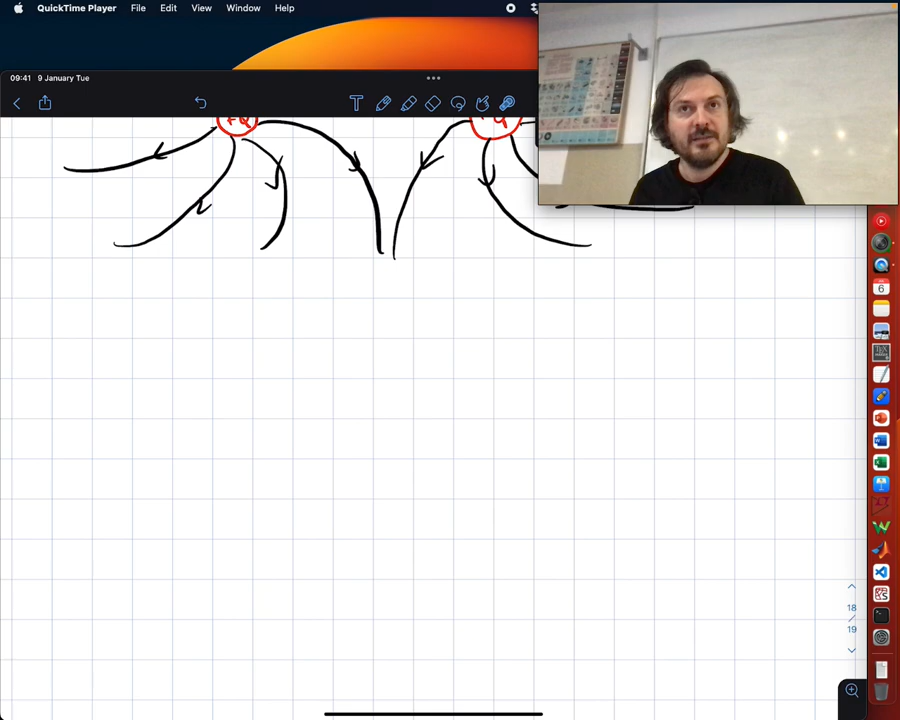 QuickTime Player File Edit View Window Help
09:41 9 January Tue
+Q +q
18
/
19